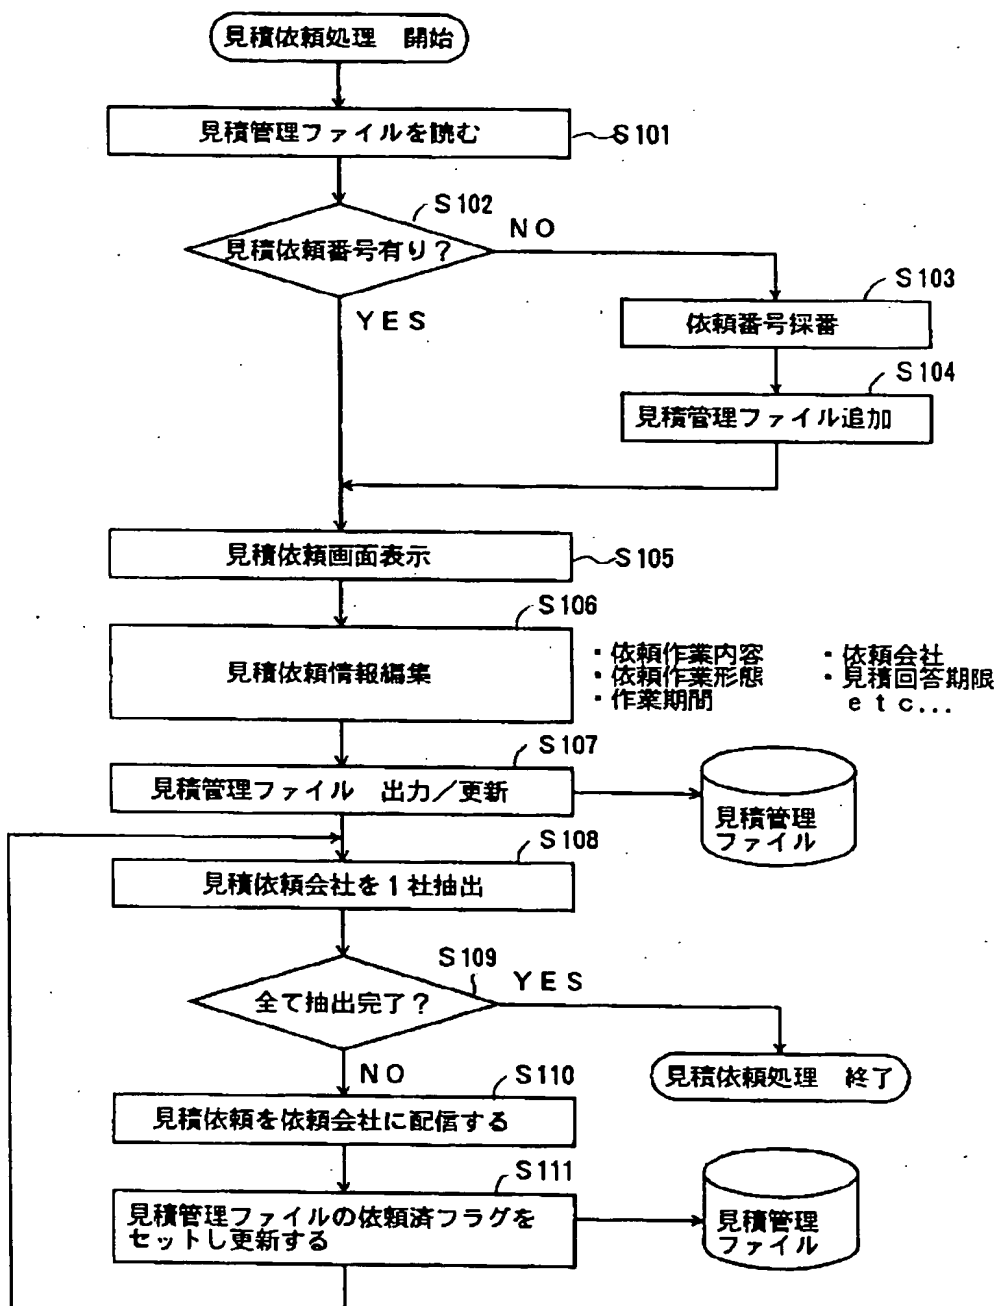 見積依頼処理　開始
見積管理ファイルを読む
S101
S102
見積依頼番号有り？
NO
YES
S103
依頼番号採番
S104
見積管理ファイル追加
見積依頼画面表示
S105
S106
見積依頼情報編集
・依頼作業内容
・依頼作業形態
・作業期間
・依頼会社
・見積回答期限
etc...
S107
見積管理ファイル　出力／更新
見積管理
ファイル
S108
見積依頼会社を１社抽出
S109
全て抽出完了？
YES
NO
見積依頼処理　終了
S110
見積依頼を依頼会社に配信する
S111
見積管理ファイルの依頼済フラグを
セットし更新する
見積管理
ファイル